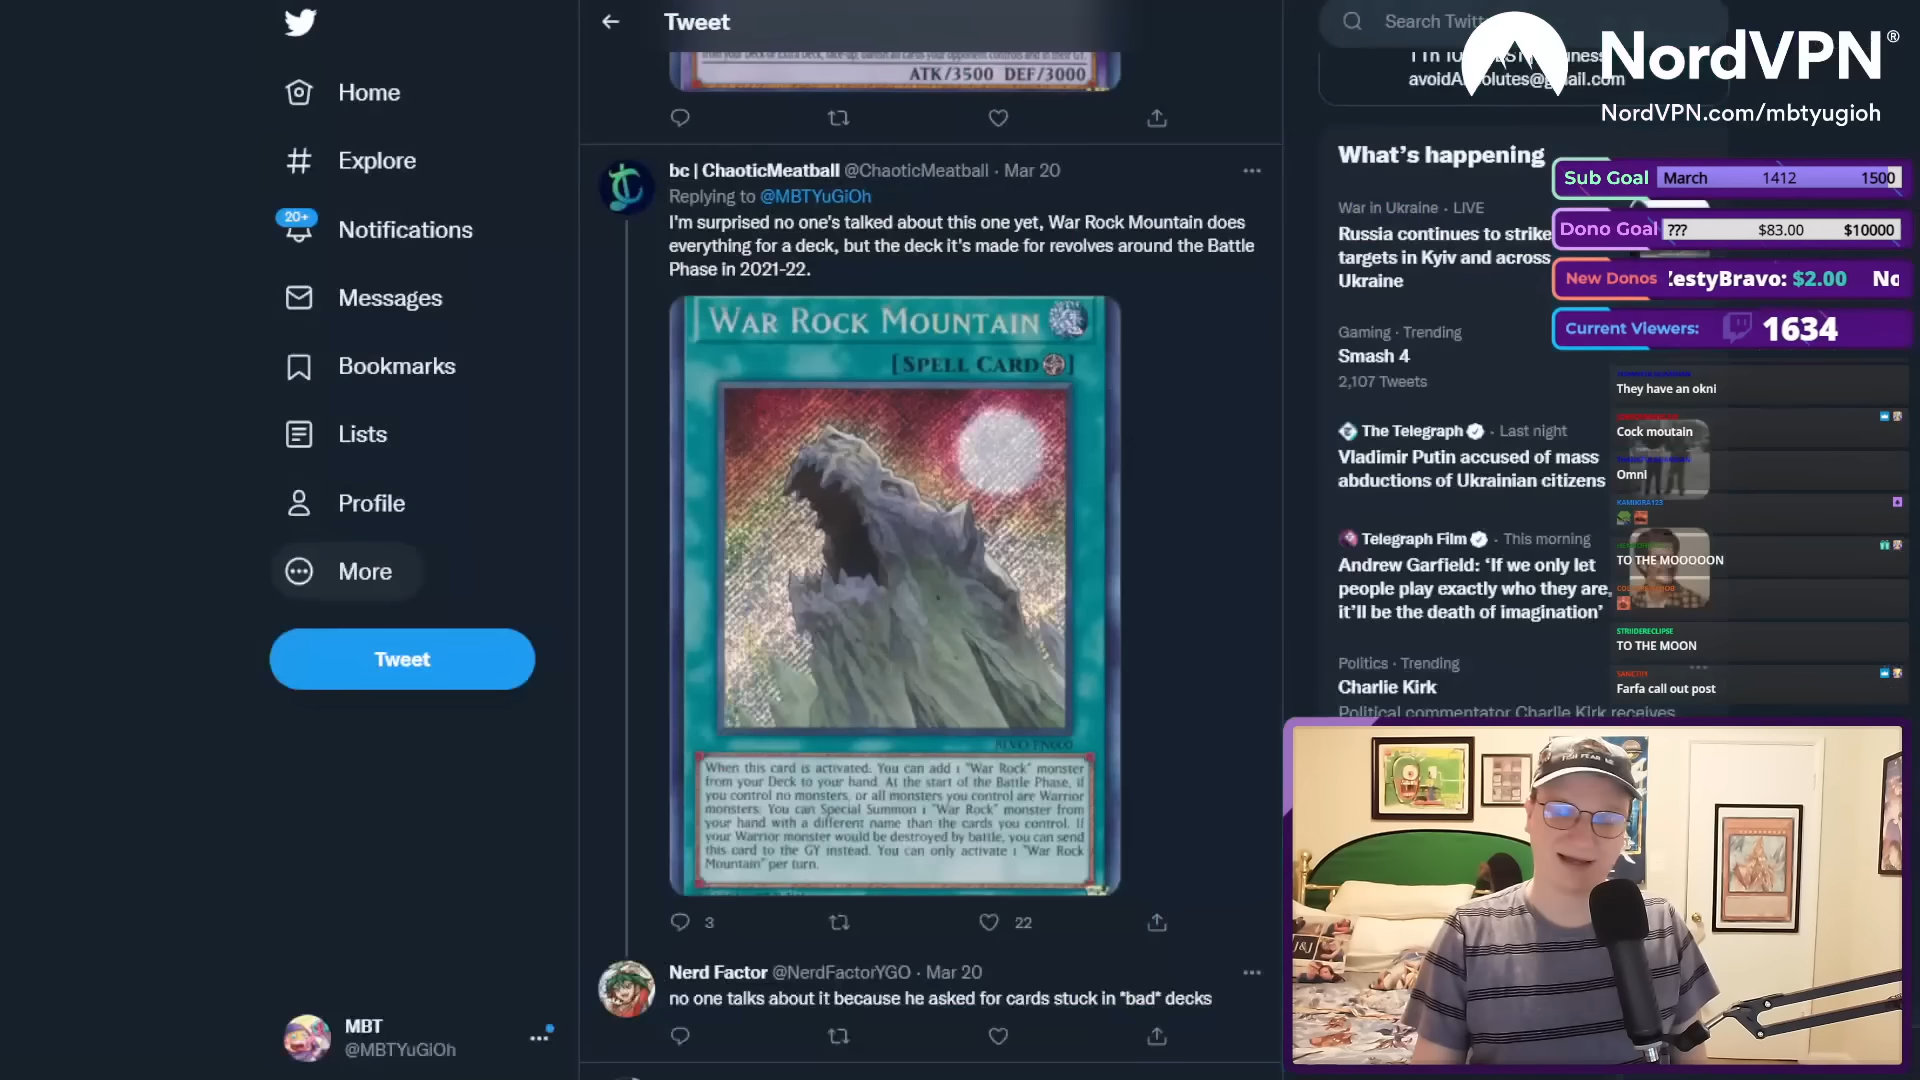 Home
Explore
20+
Notifications
Messages
Bookmarks
Lists
Profile
More
Tweet
MBT
@MBTYuGiOh
Tweet
ATK/3500 DEF/3000
bc | ChaoticMeatball @ChaoticMeatball · Mar 20
Replying to @MBTYuGiOh
I'm surprised no one's talked about this one yet, War Rock Mountain does
everything for a deck, but the deck it's made for revolves around the Battle
Phase in 2021-22.
WAR ROCK MOUNTAIN
[SPELL CARD]
When this card is activated: You can add 1 "War Rock" monster
from your Deck to your hand. At the start of the Battle Phase, if
you control no monsters, or all monsters you control are Warrior
monsters: You can Special Summon 1 "War Rock" monster from
your hand with a different name than the cards you control. If
your Warrior monster would be destroyed by battle, you can send
this card to the GY instead. You can only activate 1 "War Rock
Mountain" per turn.
3
22
Nerd Factor @NerdFactorYGO · Mar 20
no one talks about it because he asked for cards stuck in *bad* decks
Search
NordVPN®
NordVPN.com/mbtyugioh
What's happening
War in Ukraine · LIVE
Russia continues to strike
targets in Kyiv and across
Ukraine
Gaming · Trending
Smash 4
2,107 Tweets
The Telegraph · Last night
Vladimir Putin accused of mass
abductions of Ukrainian citizens
Telegraph Film · This morning
Andrew Garfield: 'If we only let
people play exactly who they are,
it'll be the death of imagination'
Politics · Trending
Charlie Kirk
Political commentator Charlie Kirk receives
Sub Goal March 1412 1500
Dono Goal ??? $83.00 $10000
New Donos ZestyBravo: $2.00 No
Current Viewers: 1634
They have an okni
Cock moutain
Omni
KAMIKIRA123
TO THE MOOOOON
STRIIDERECLIPSE
TO THE MOON
Farfa call out post
J&J